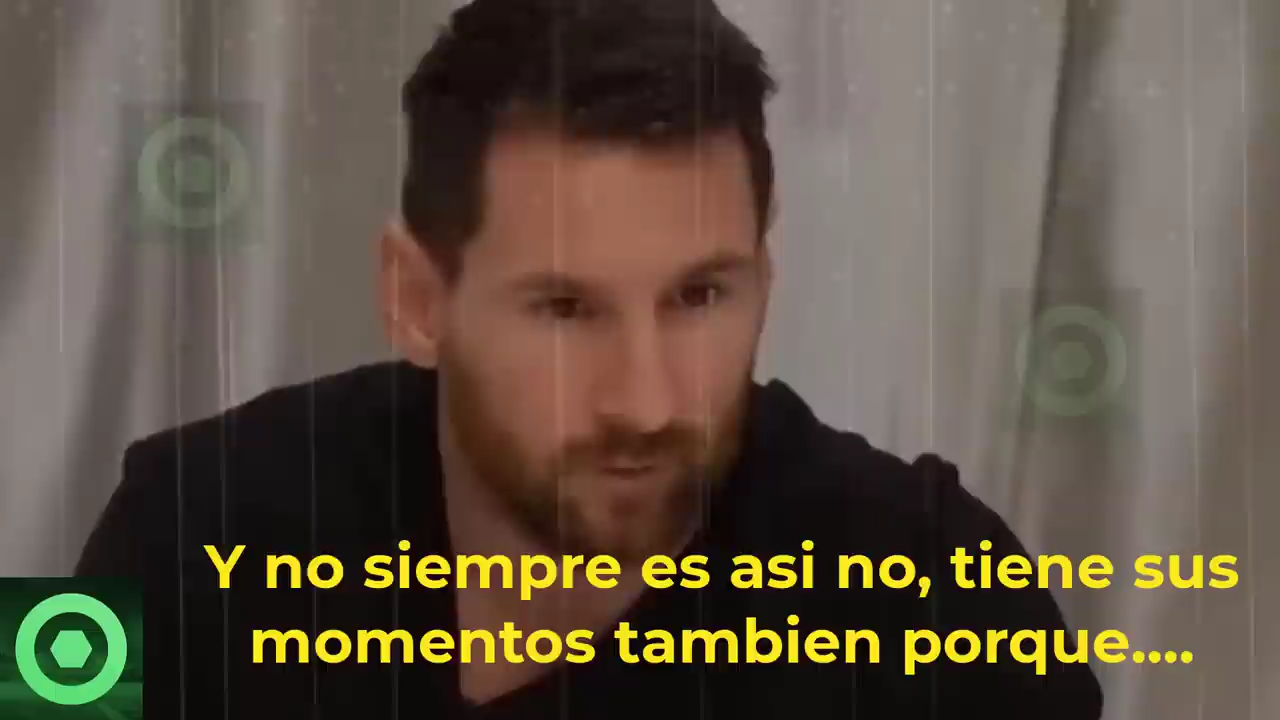 Y no siempre es asi no, tiene sus
momentos tambien porque....